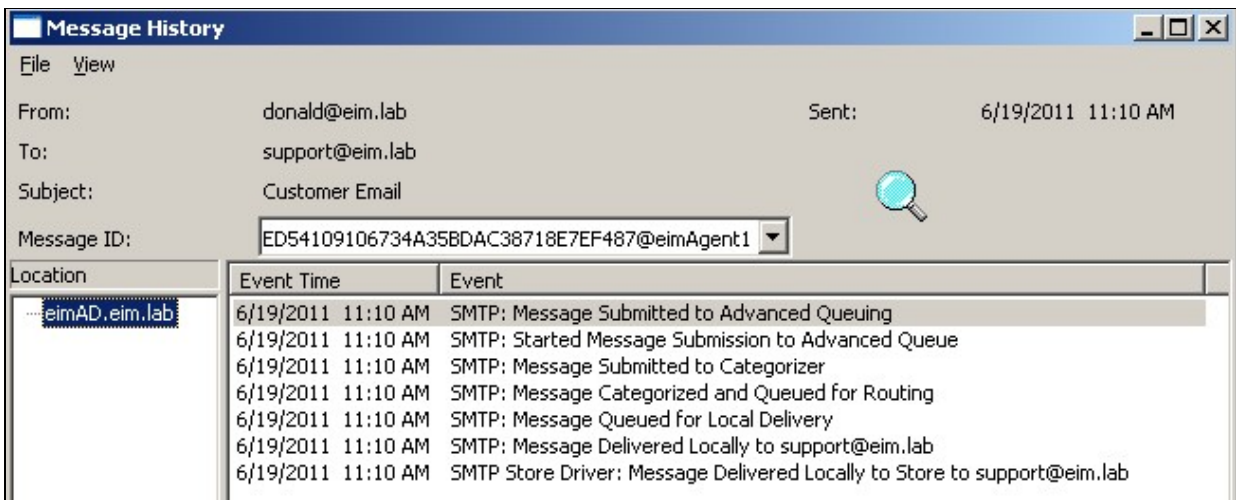 Message History
File View
From: donald@eim.lab Sent: 6/19/2011 11:10 AM
To: support@eim.lab
Subject: Customer Email
Message ID: ED54109106734A35BDAC38718E7EF487@eimAgent1
Location Event Time Event
eimAD.eim.lab 6/19/2011 11:10 AM SMTP: Message Submitted to Advanced Queuing
6/19/2011 11:10 AM SMTP: Started Message Submission to Advanced Queue
6/19/2011 11:10 AM SMTP: Message Submitted to Categorizer
6/19/2011 11:10 AM SMTP: Message Categorized and Queued for Routing
6/19/2011 11:10 AM SMTP: Message Queued for Local Delivery
6/19/2011 11:10 AM SMTP: Message Delivered Locally to support@eim.lab
6/19/2011 11:10 AM SMTP Store Driver: Message Delivered Locally to Store to support@eim.lab